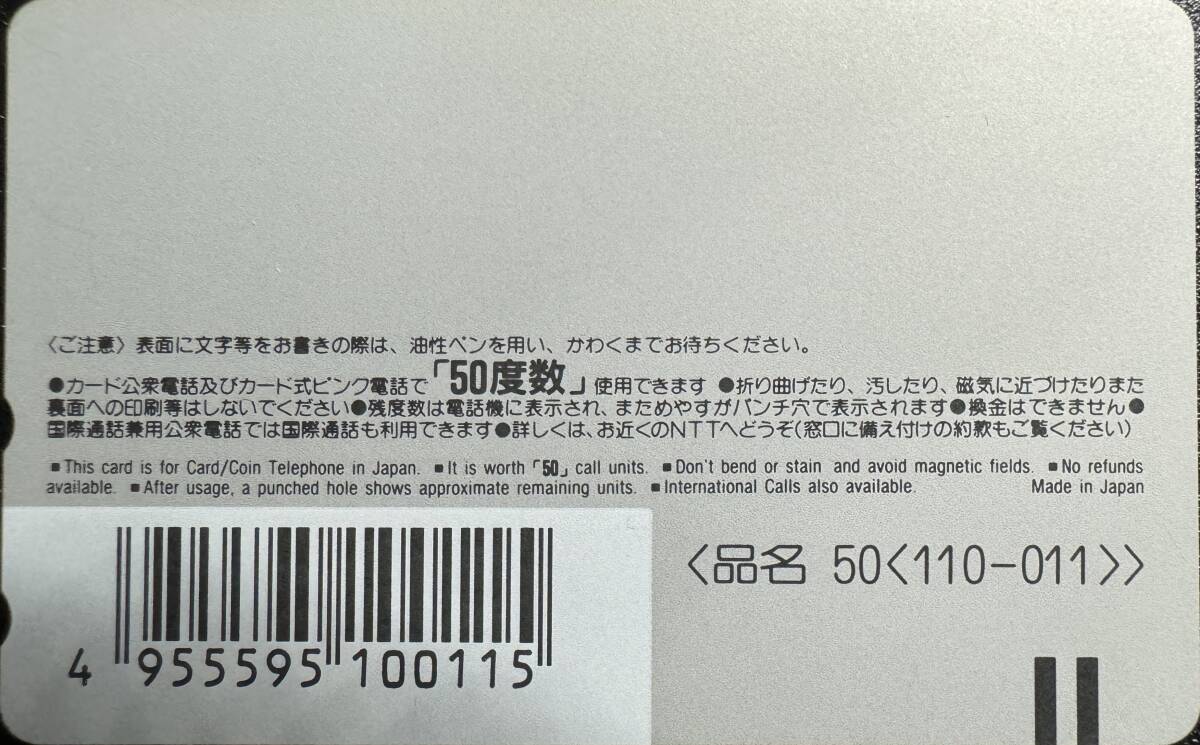 〈ご注意〉表面に文字等をお書きの際は、油性ペンを用い、かわくまでお待ちください。
●カード公衆電話及びカード式ピンク電話で「50度数」使用できます ●折り曲げたり、汚したり、磁気に近づけたりまた
裏面への印刷等はしないでください●残度数は電話機に表示され、まためやすがパンチ穴で表示されます●換金はできません●
国際通話兼用公衆電話では国際通話も利用できます●詳しくは、お近くのNTTへどうぞ(窓口に備え付けの約款もご覧ください)
■This card is for Card/Coin Telephone in Japan. ■It is worth「50」call units. ■Don't bend or stain and avoid magnetic fields. ■No refunds
available. ■After usage, a punched hole shows approximate remaining units. ■International Calls also available. Made in Japan
〈品名 50〈110-011〉〉
4 955595 100115